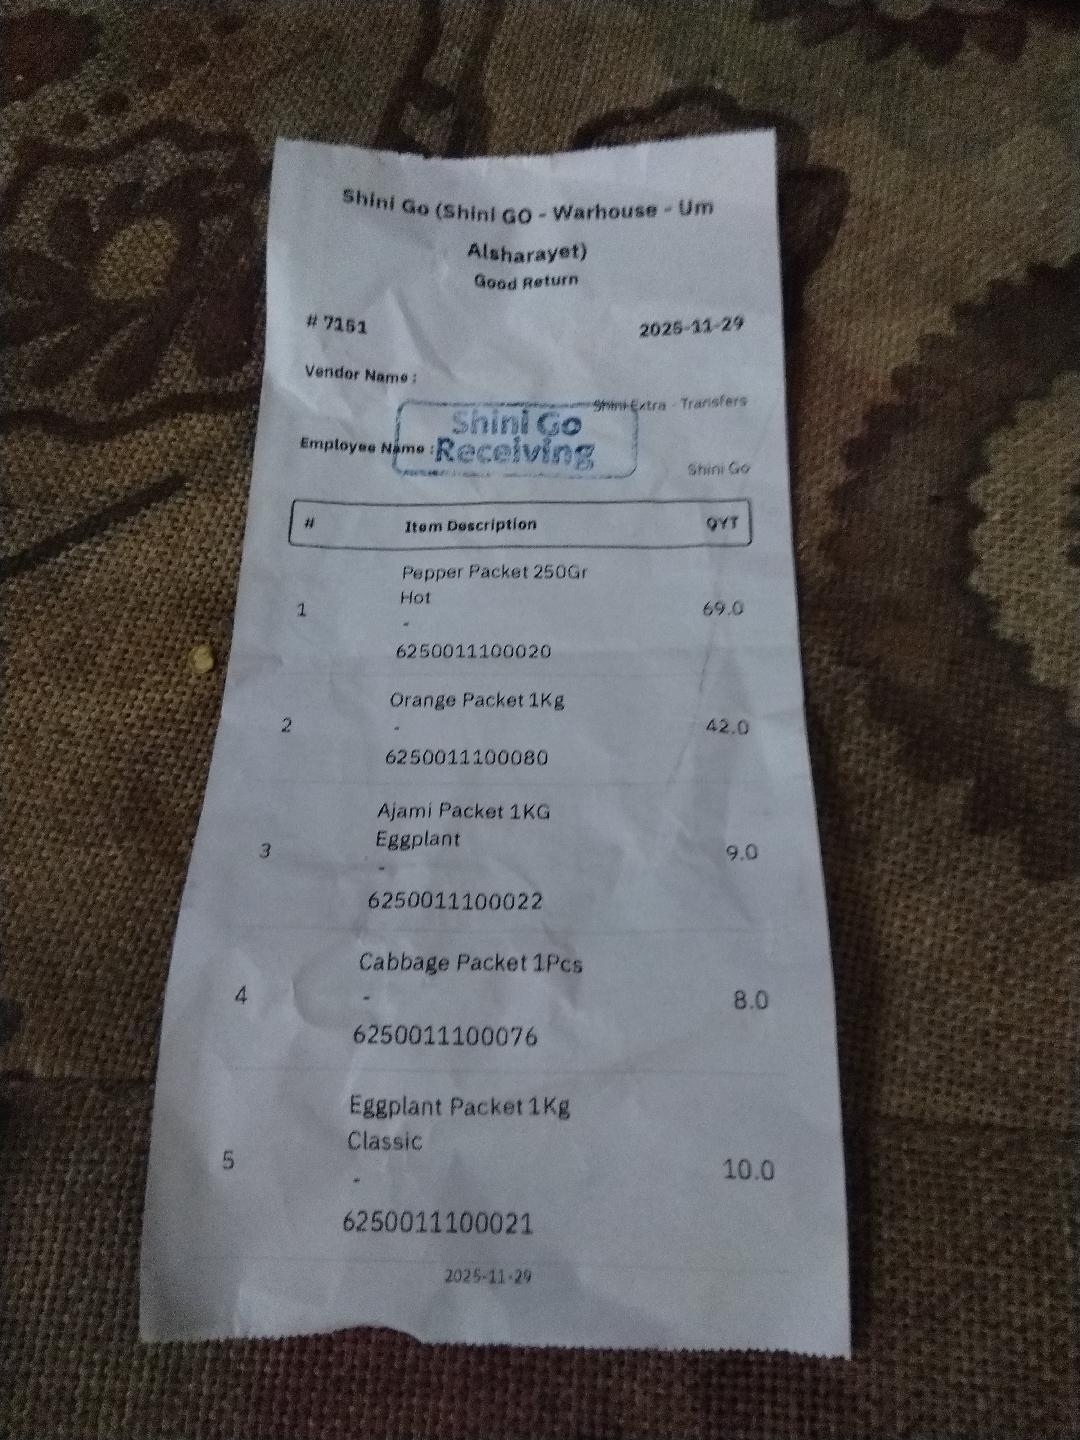 Shini Go (Shini GO - Warhouse - Um
Alsharayet)
Good Return
# 7151 2025-11-29
Vendor Name :
Shini Extra - Transfers
Shini Go
Receiving
Employee Name :
Shini Go
# Item Description QYT
Pepper Packet 250Gr
Hot
1 - 69.0
6250011100020
Orange Packet 1Kg
2 - 42.0
6250011100080
Ajami Packet 1KG
Eggplant
3 - 9.0
6250011100022
Cabbage Packet 1Pcs
4 - 8.0
6250011100076
Eggplant Packet 1Kg
Classic
5 - 10.0
6250011100021
2025-11-29